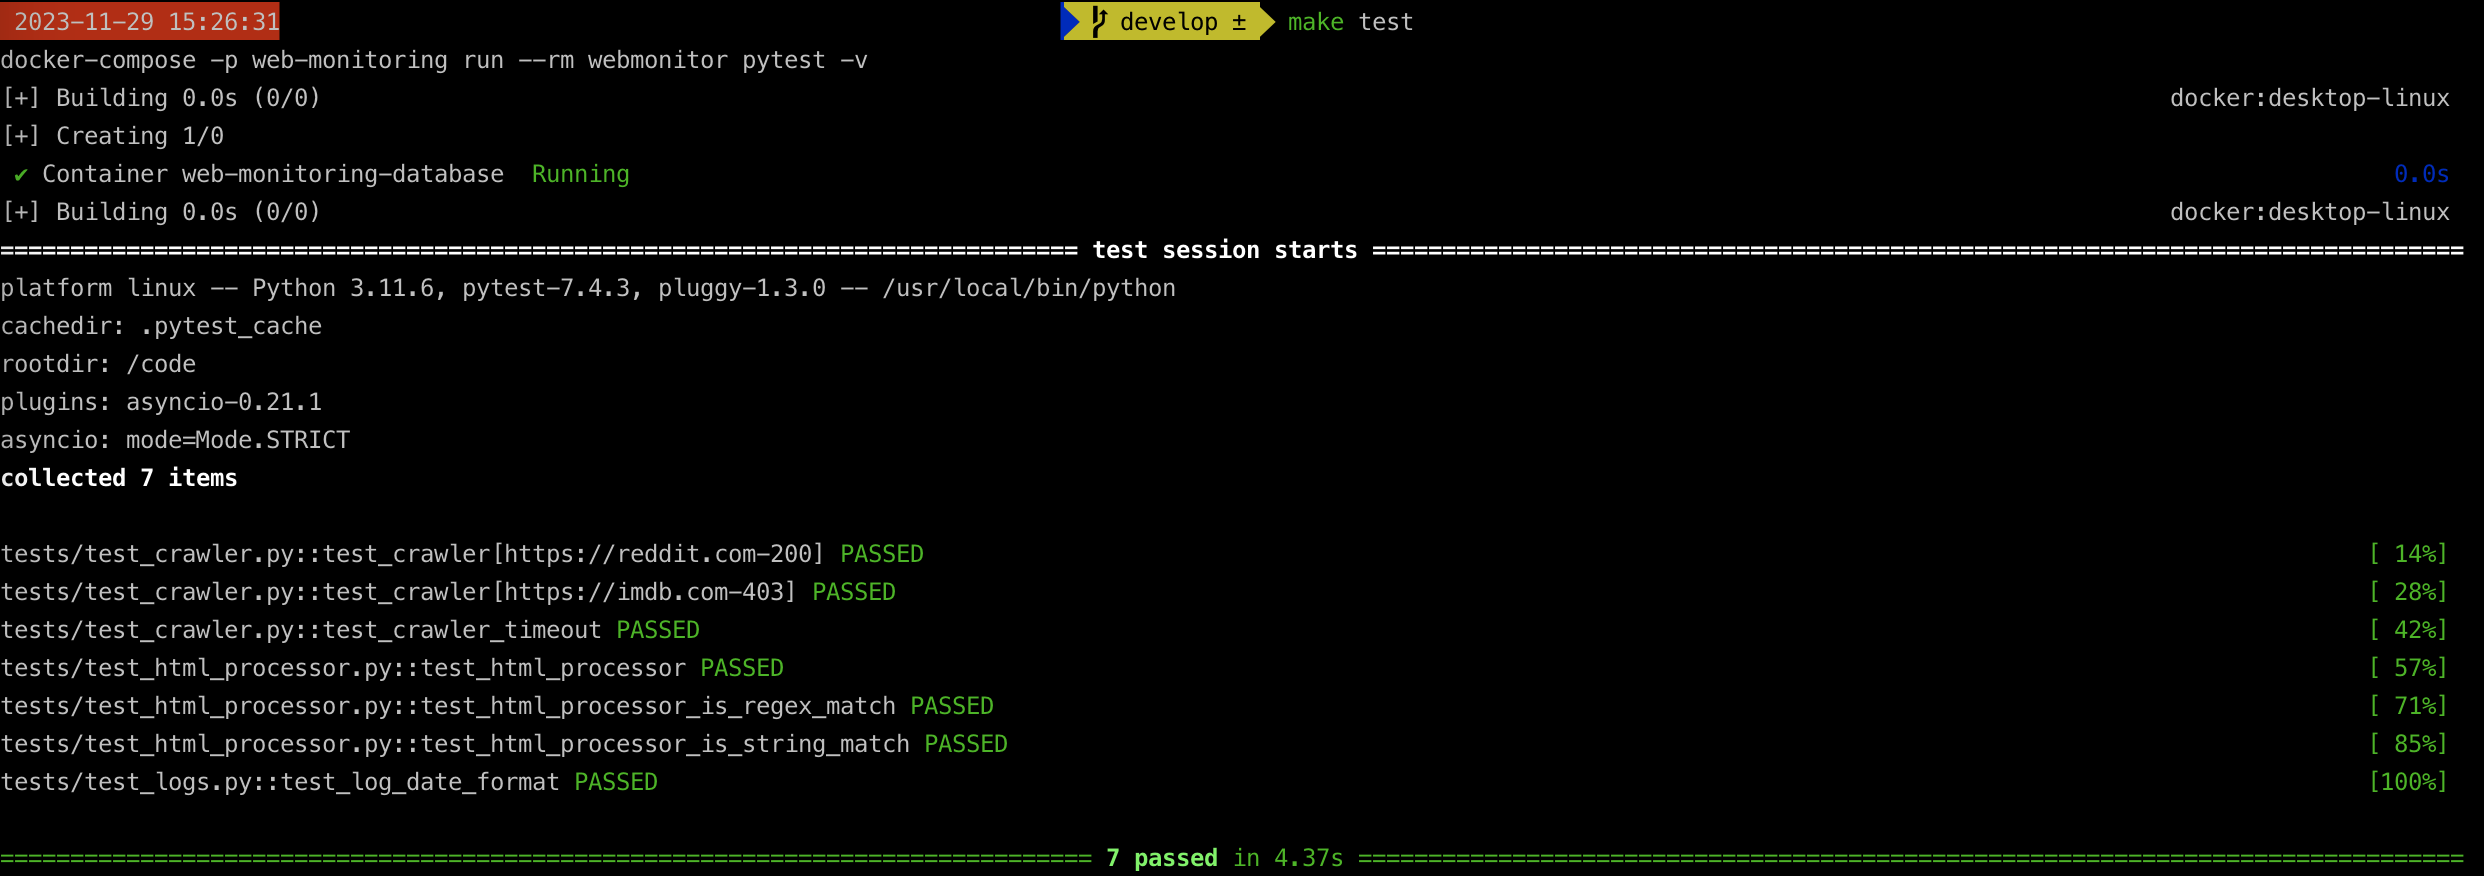 2023-11-29 15:26:31 develop ± make test
docker-compose -p web-monitoring run --rm webmonitor pytest -v
[+] Building 0.0s (0/0) docker:desktop-linux
[+] Creating 1/0
✔ Container web-monitoring-database Running 0.0s
[+] Building 0.0s (0/0) docker:desktop-linux
============================================================================= test session starts ==============================================================================
platform linux -- Python 3.11.6, pytest-7.4.3, pluggy-1.3.0 -- /usr/local/bin/python
cachedir: .pytest_cache
rootdir: /code
plugins: asyncio-0.21.1
asyncio: mode=Mode.STRICT
collected 7 items
tests/test_crawler.py::test_crawler[https://reddit.com-200] PASSED [ 14%]
tests/test_crawler.py::test_crawler[https://imdb.com-403] PASSED [ 28%]
tests/test_crawler.py::test_crawler_timeout PASSED [ 42%]
tests/test_html_processor.py::test_html_processor PASSED [ 57%]
tests/test_html_processor.py::test_html_processor_is_regex_match PASSED [ 71%]
tests/test_html_processor.py::test_html_processor_is_string_match PASSED [ 85%]
tests/test_logs.py::test_log_date_format PASSED [100%]
============================================================================== 7 passed in 4.37s ===============================================================================